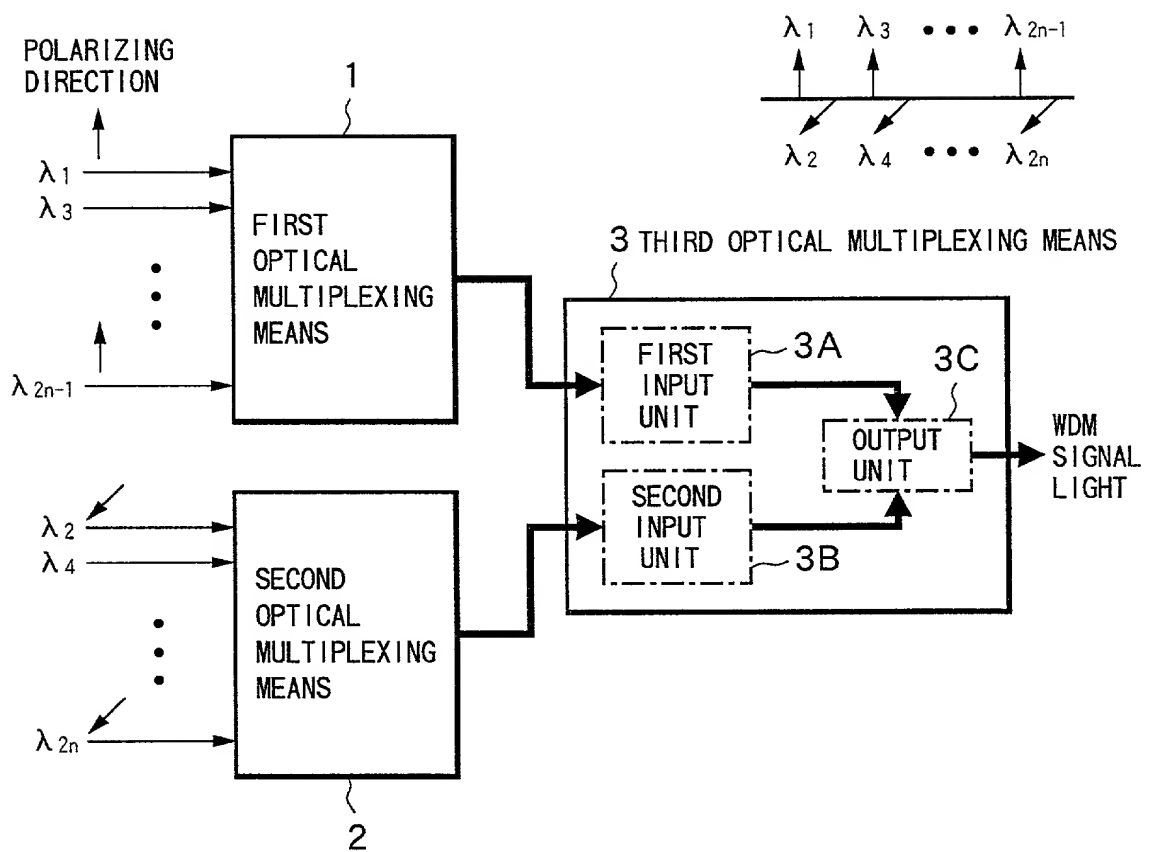 POLARIZING
DIRECTION
λ1
λ3
λ2n-1
1
FIRST
OPTICAL
MULTIPLEXING
MEANS
λ2
λ4
λ2n
SECOND
OPTICAL
MULTIPLEXING
MEANS
2
λ1 λ3 ••• λ2n-1
λ2 λ4 ••• λ2n
3 THIRD OPTICAL MULTIPLEXING MEANS
FIRST
INPUT
UNIT
3A
SECOND
INPUT
UNIT
3B
3C
OUTPUT
UNIT
WDM
SIGNAL
LIGHT